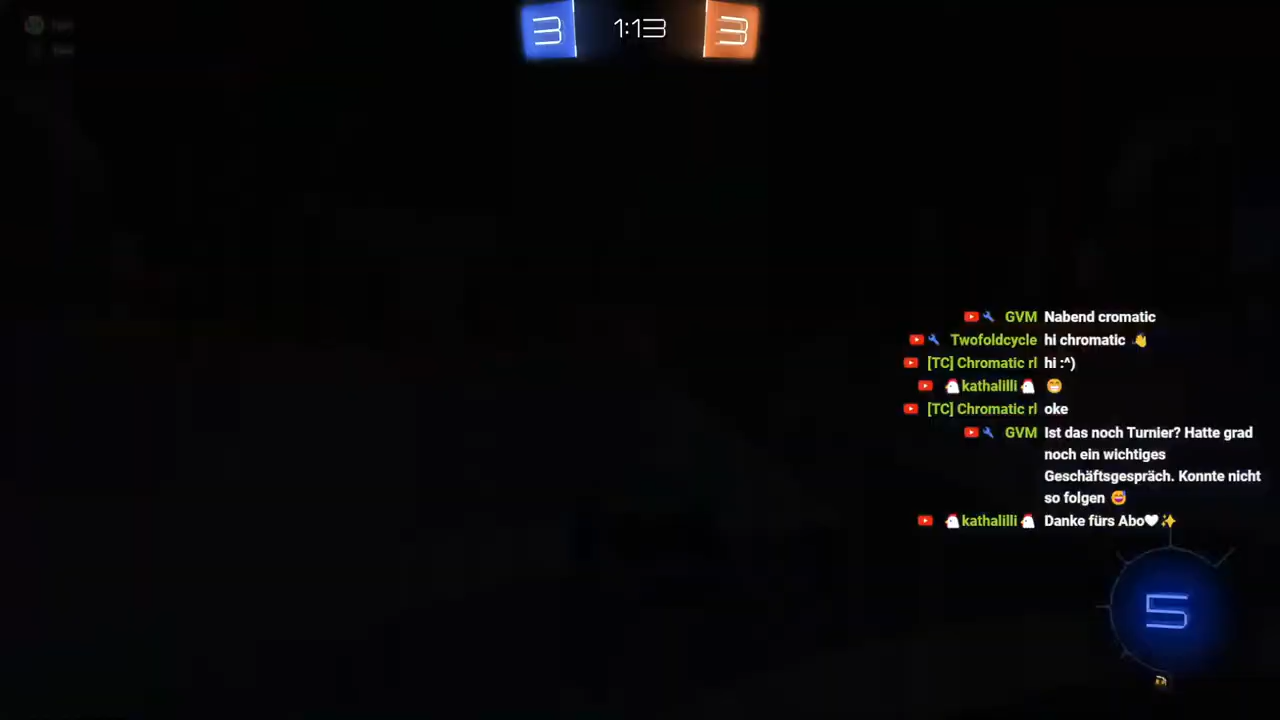 3 1:13 3
GVM Nabend cromatic
Twofoldcycle hi chromatic 👋
[TC] Chromatic rl hi :^)
🐔kathalilli🐔 😁
[TC] Chromatic rl oke
GVM Ist das noch Turnier? Hatte grad
noch ein wichtiges
Geschäftsgespräch. Konnte nicht
so folgen 😅
🐔kathalilli🐔 Danke fürs Abo🤍✨
5